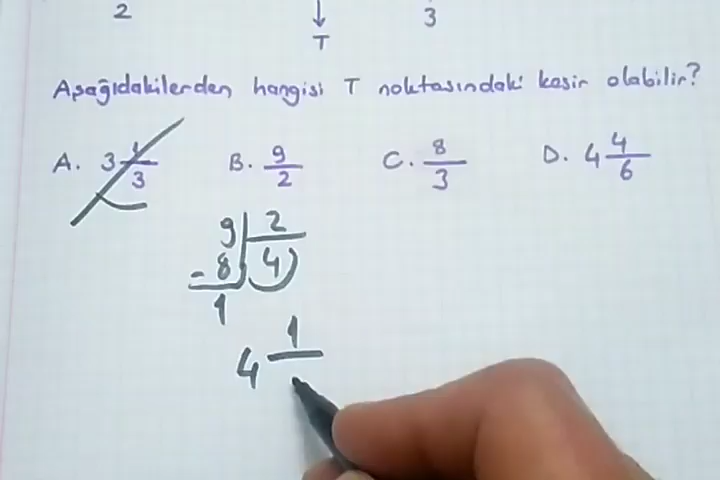 2 3
T
Aşağıdakilerden hangisi T noktasındaki kesir olabilir?
A. 3 1/3 B. 9/2 C. 8/3 D. 4 4/6
9 2
- 8 4
1
4 1/